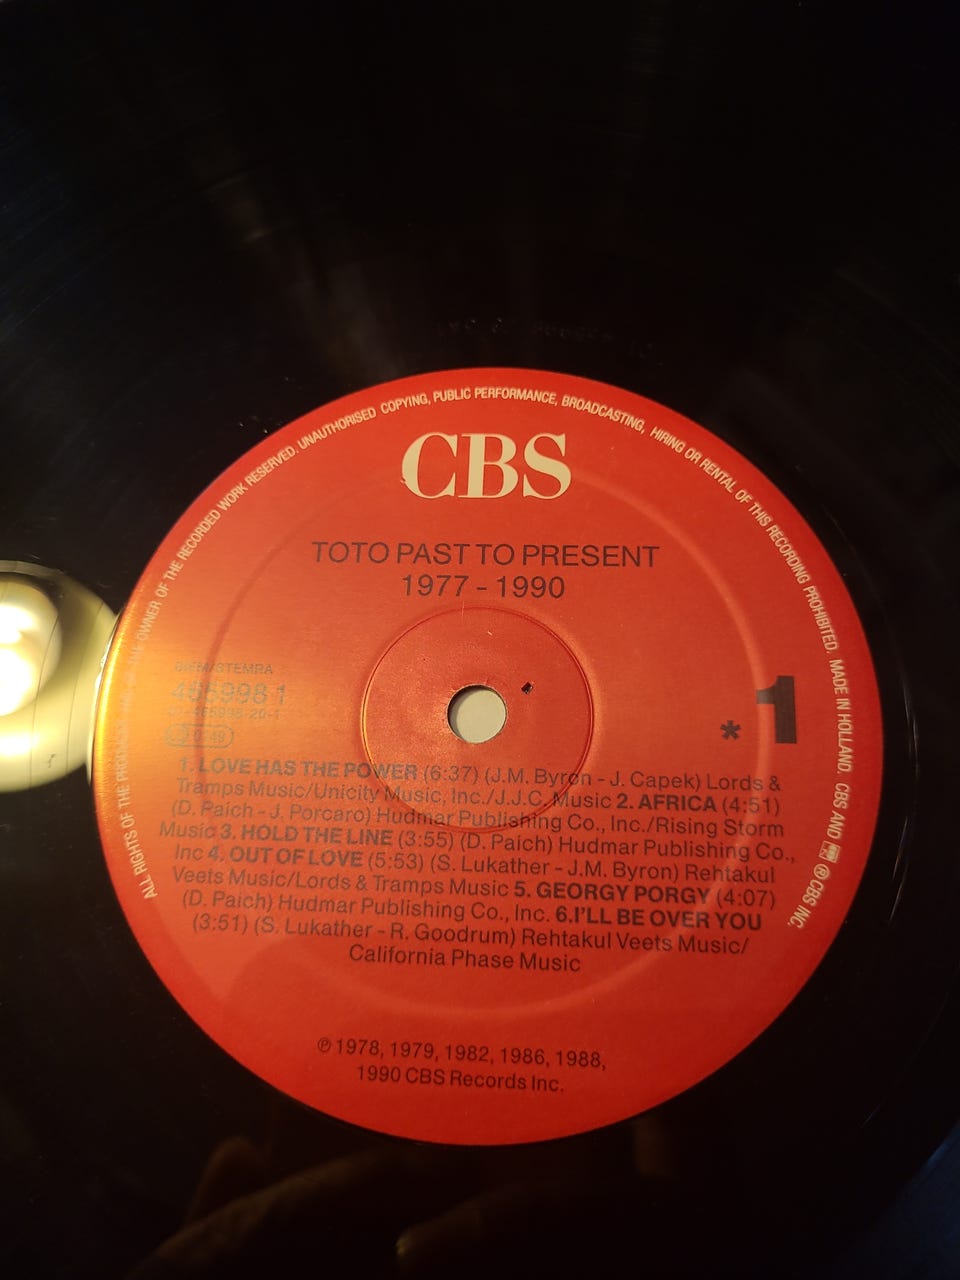 ALL RIGHTS OF THE OWNER OF THE RECORDED WORK RESERVED. UNAUTHORISED COPYING, PUBLIC PERFORMANCE, BROADCASTING, HIRING OR RENTAL OF THIS RECORDING PROHIBITED. MADE IN HOLLAND. CBS AND ® CBS INC.
CBS
TOTO PAST TO PRESENT
1977 - 1990
BIEM/STEMRA
465998 1
01-465998-20-1
1
*
1. LOVE HAS THE POWER (6:37) (J.M. Byron - J. Capek) Lords &
Tramps Music/Unicity Music, Inc./J.J.C. Music 2. AFRICA (4:51)
(D. Paich - J. Porcaro) Hudmar Publishing Co., Inc./Rising Storm
Music 3. HOLD THE LINE (3:55) (D. Paich) Hudmar Publishing Co.,
Inc 4. OUT OF LOVE (5:53) (S. Lukather - J.M. Byron) Rehtakul
Veets Music/Lords & Tramps Music 5. GEORGY PORGY (4:07)
(D. Paich) Hudmar Publishing Co., Inc. 6.I'LL BE OVER YOU
(3:51) (S. Lukather - R. Goodrum) Rehtakul Veets Music/
California Phase Music
℗ 1978, 1979, 1982, 1986, 1988,
1990 CBS Records Inc.